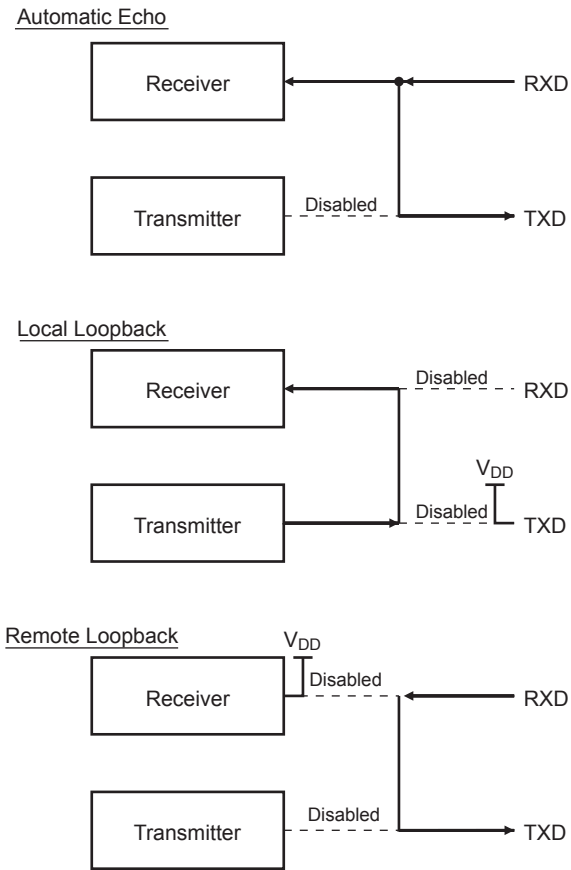 Automatic Echo
Receiver
RXD
Transmitter
Disabled
TXD
Local Loopback
Receiver
Disabled
RXD
VDD
Transmitter
Disabled
TXD
Remote Loopback
VDD
Receiver
Disabled
RXD
Transmitter
Disabled
TXD